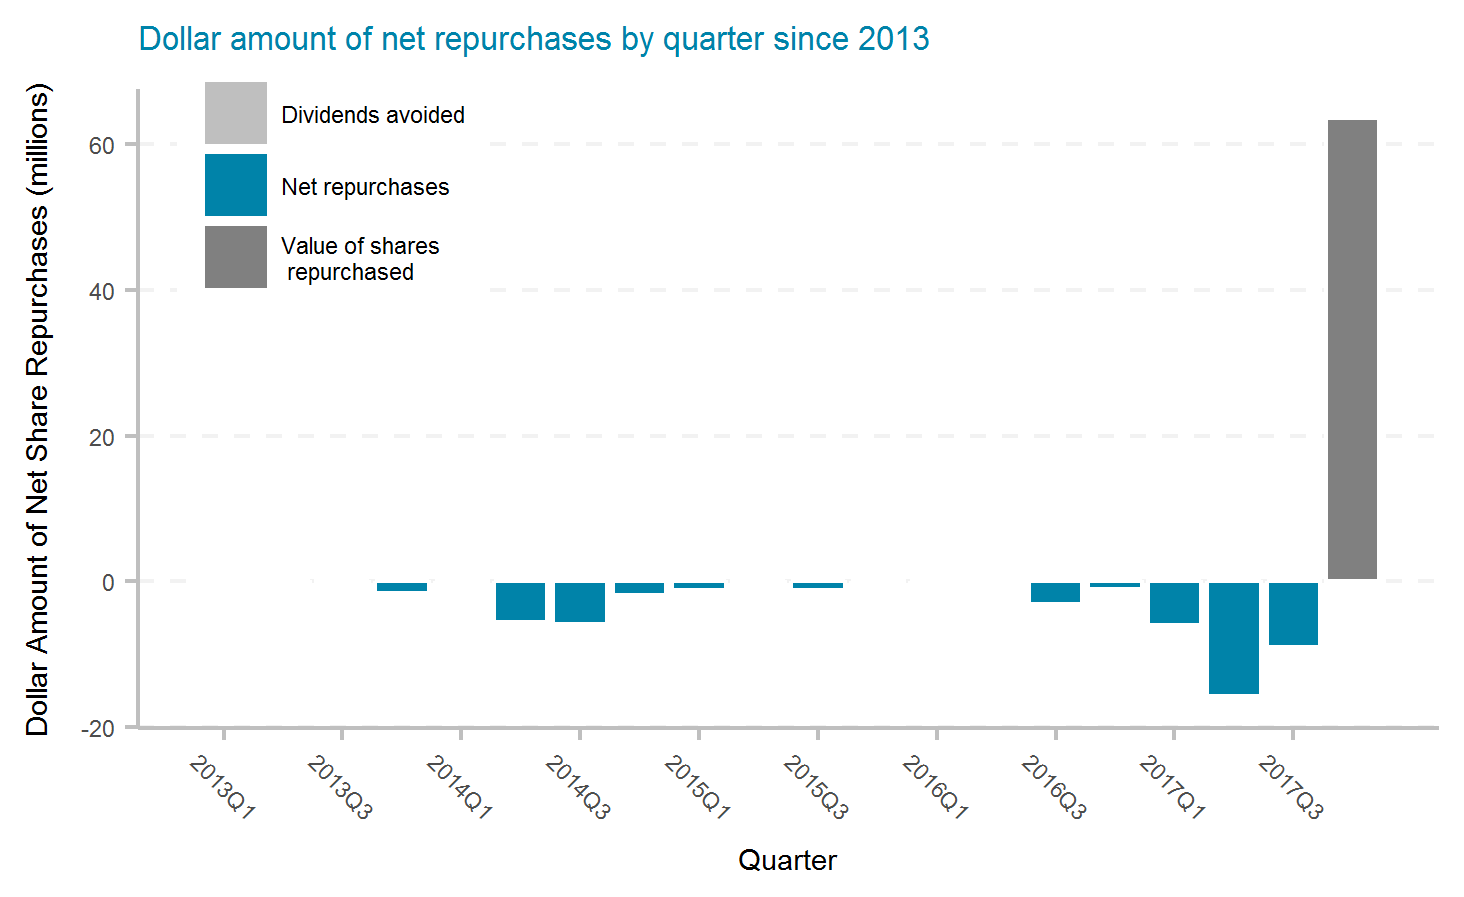 Dollar amount of net repurchases by quarter since 2013
Dollar Amount of Net Share Repurchases (millions)
Dividends avoided
Net repurchases
Value of shares
repurchased
60
40
20
0
-20
2013Q1
2013Q3
2014Q1
2014Q3
2015Q1
2015Q3
2016Q1
2016Q3
2017Q1
2017Q3
Quarter